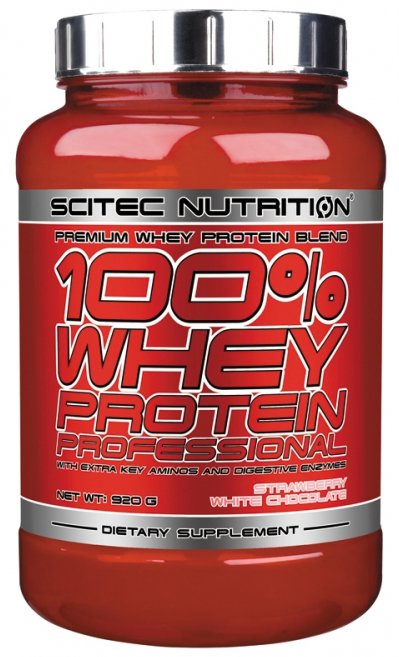 SCITEC NUTRITION®
PREMIUM WHEY PROTEIN BLEND
100%
WHEY
PROTEIN
PROFESSIONAL
WITH EXTRA KEY AMINOS AND DIGESTIVE ENZYMES
NET WT: 920 G
STRAWBERRY
WHITE CHOCOLATE
DIETARY SUPPLEMENT